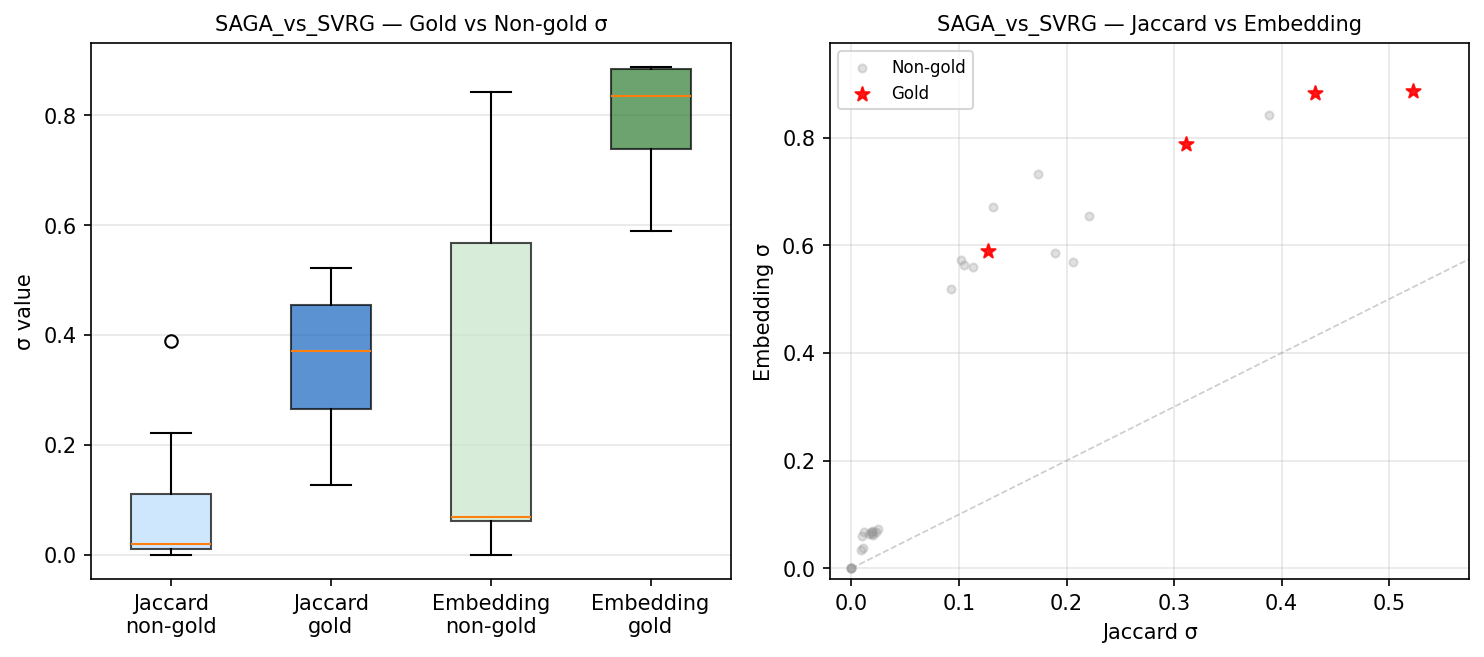 SAGA_vs_SVRG — Gold vs Non-gold σ
σ value
0.8
0.6
0.4
0.2
0.0
Jaccard
non-gold
Jaccard
gold
Embedding
non-gold
Embedding
gold
SAGA_vs_SVRG — Jaccard vs Embedding
Non-gold
Gold
Embedding σ
0.8
0.6
0.4
0.2
0.0
0.0
0.1
0.2
0.3
0.4
0.5
Jaccard σ